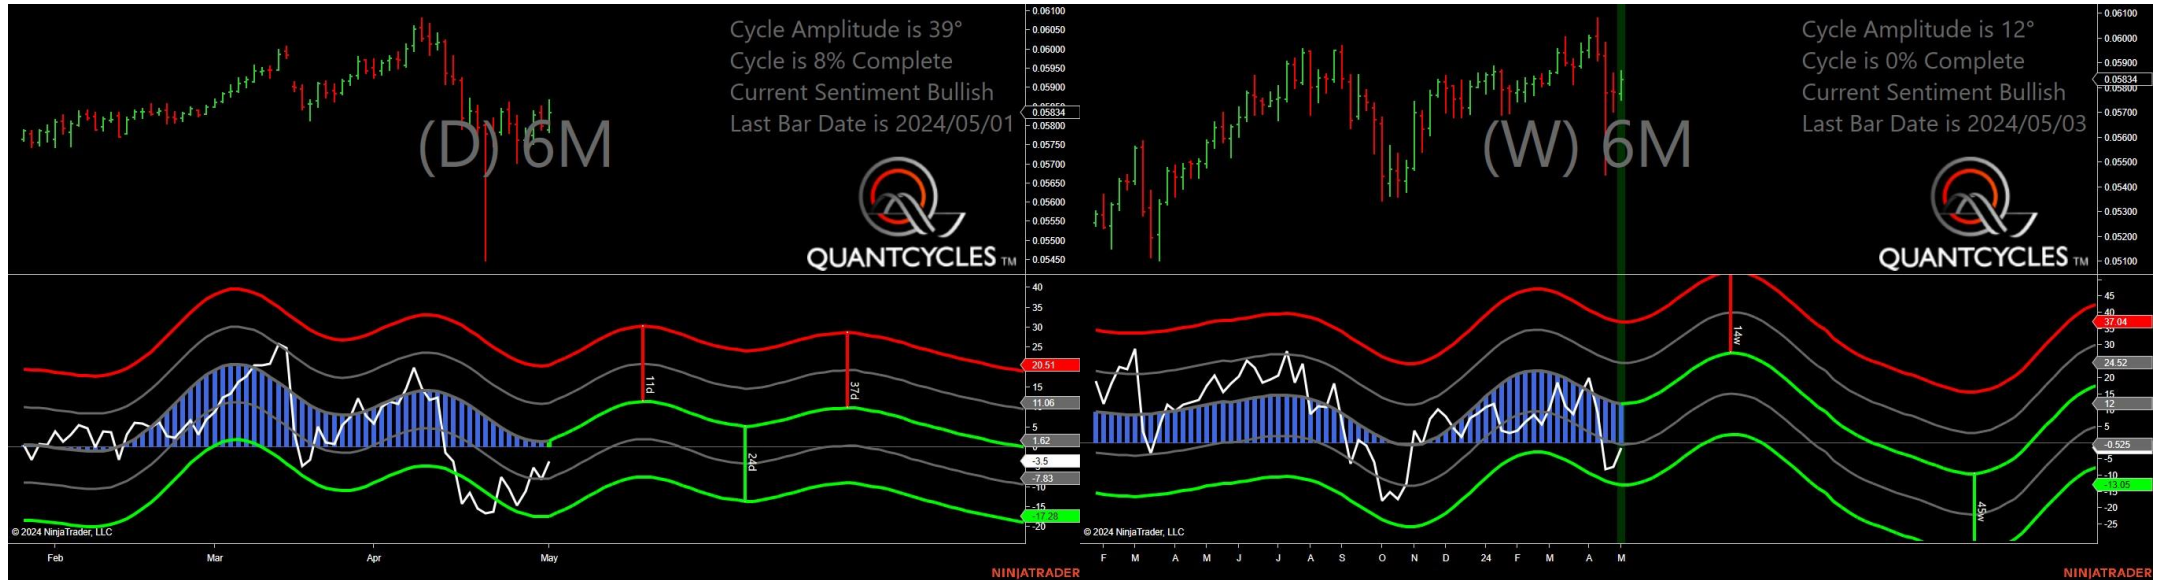 Cycle Amplitude is 39°
Cycle is 8% Complete
Current Sentiment Bullish
Last Bar Date is 2024/05/01
(D) 6M
QUANTCYCLES TM
0.06100
0.06050
0.06000
0.05950
0.05900
0.05834
0.05800
0.05750
0.05700
0.05650
0.05600
0.05550
0.05500
0.05450
40
35
30
25
20.51
15
11.06
5
1.62
-3.5
-7.83
-10
-15
-17.28
-20
11d
24d
37d
© 2024 NinjaTrader, LLC
Feb Mar Apr May
NINJATRADER
Cycle Amplitude is 12°
Cycle is 0% Complete
Current Sentiment Bullish
Last Bar Date is 2024/05/03
(W) 6M
QUANTCYCLES TM
0.06100
0.06000
0.05900
0.05834
0.05800
0.05700
0.05600
0.05500
0.05400
0.05300
0.05200
0.05100
45
37.04
35
30
24.52
20
15
12
10
5
-0.525
-5
-10
-13.05
-15
-20
-25
14w
45w
© 2024 NinjaTrader, LLC
F M A M J J A S O N D 24 F M A M
NINJATRADER